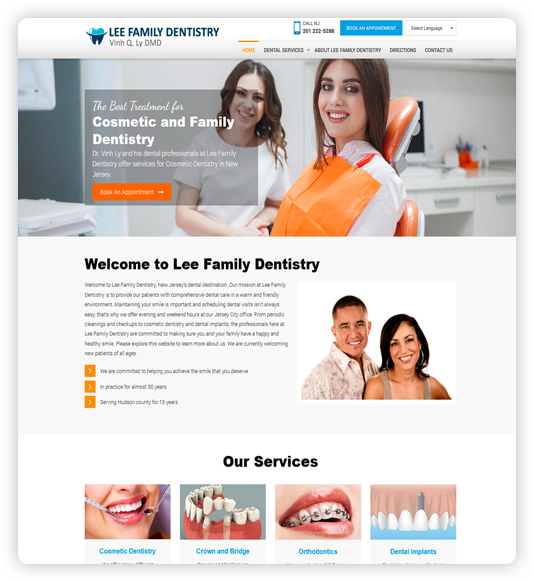 LEE FAMILY DENTISTRY
Vinh Q. Ly DMD
CALL NJ
201 222-5288
BOOK AN APPOINTMENT
Select Language
HOME DENTAL SERVICES ABOUT LEE FAMILY DENTISTRY DIRECTIONS CONTACT US
The Best Treatment for
Cosmetic and Family
Dentistry
Dr. Vinh Ly and his dental professionals at Lee Family
Dentistry offer services for Cosmetic Dentistry in New
Jersey.
Book An Appointment
Welcome to Lee Family Dentistry
Welcome to Lee Family Dentistry, New Jersey's dental destination. Our mission at Lee Family
Dentistry is to provide our patients with comprehensive dental care in a warm and friendly
environment. Maintaining your smile is important and scheduling dental visits isn't always
easy, that's why we offer evening and weekend hours at our Jersey City office. From periodic
cleanings and checkups to cosmetic dentistry and dental implants, the professionals here at
Lee Family Dentistry are committed to making sure you and your family have a happy and
healthy smile. Please explore this website to learn more about us. We are currently welcoming
new patients of all ages.
We are committed to helping you achieve the smile that you deserve
In practice for almost 30 years
Serving Hudson county for 15 years
Our Services
Cosmetic Dentistry
Crown and Bridge
Orthodontics
Dental Implants